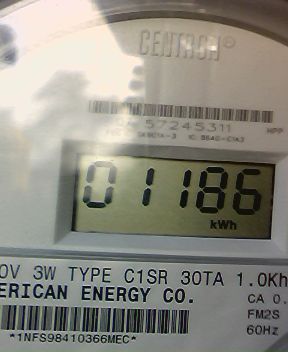 CENTRON®
57245311
HPP
01186
kWh
0V 3W TYPE C1SR 30TA 1.0Kh
ERICAN ENERGY CO.
CA 0.
FM2S
60Hz
*1NFS98410366MEC*